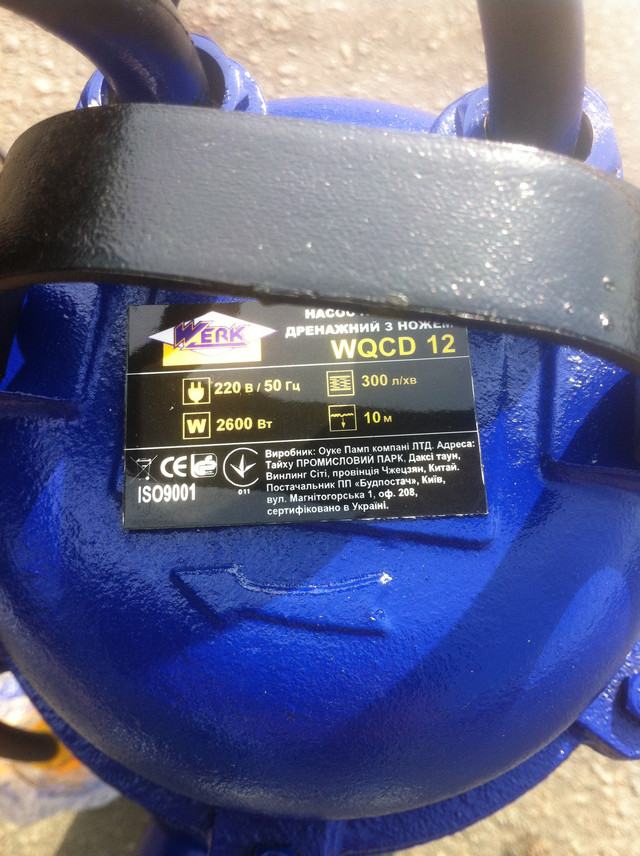 WERK
НАСОС
ДРЕНАЖНИЙ З НОЖЕМ
WQCD 12
220 В / 50 Гц
300 л/хв
W
2600 Вт
10 м
CE
ISO9001
011
Виробник: Оуке Памп компані ЛТД. Адреса:
Тайху ПРОМИСЛОВИЙ ПАРК, Даксі таун,
Винлинг Сіті, провінція Чжецзян, Китай.
Постачальник ПП «Будпостач», Київ,
вул. Магнітогорська 1, оф. 208,
сертифіковано в Україні.